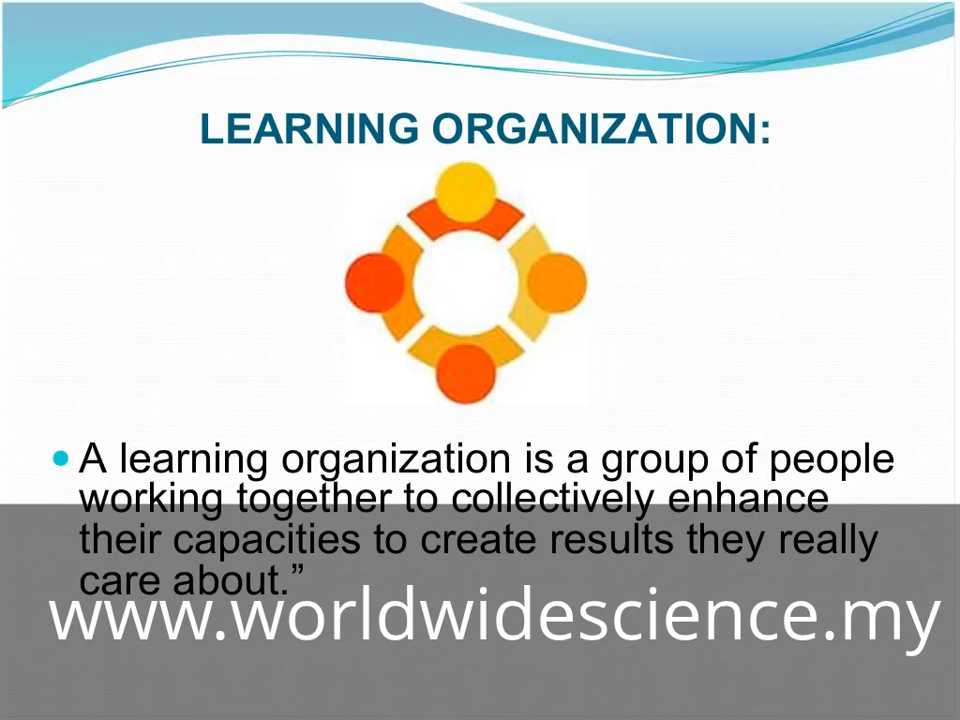 LEARNING ORGANIZATION:
● A learning organization is a group of people
working together to collectively enhance
their capacities to create results they really
care about.”
www.worldwidescience.my